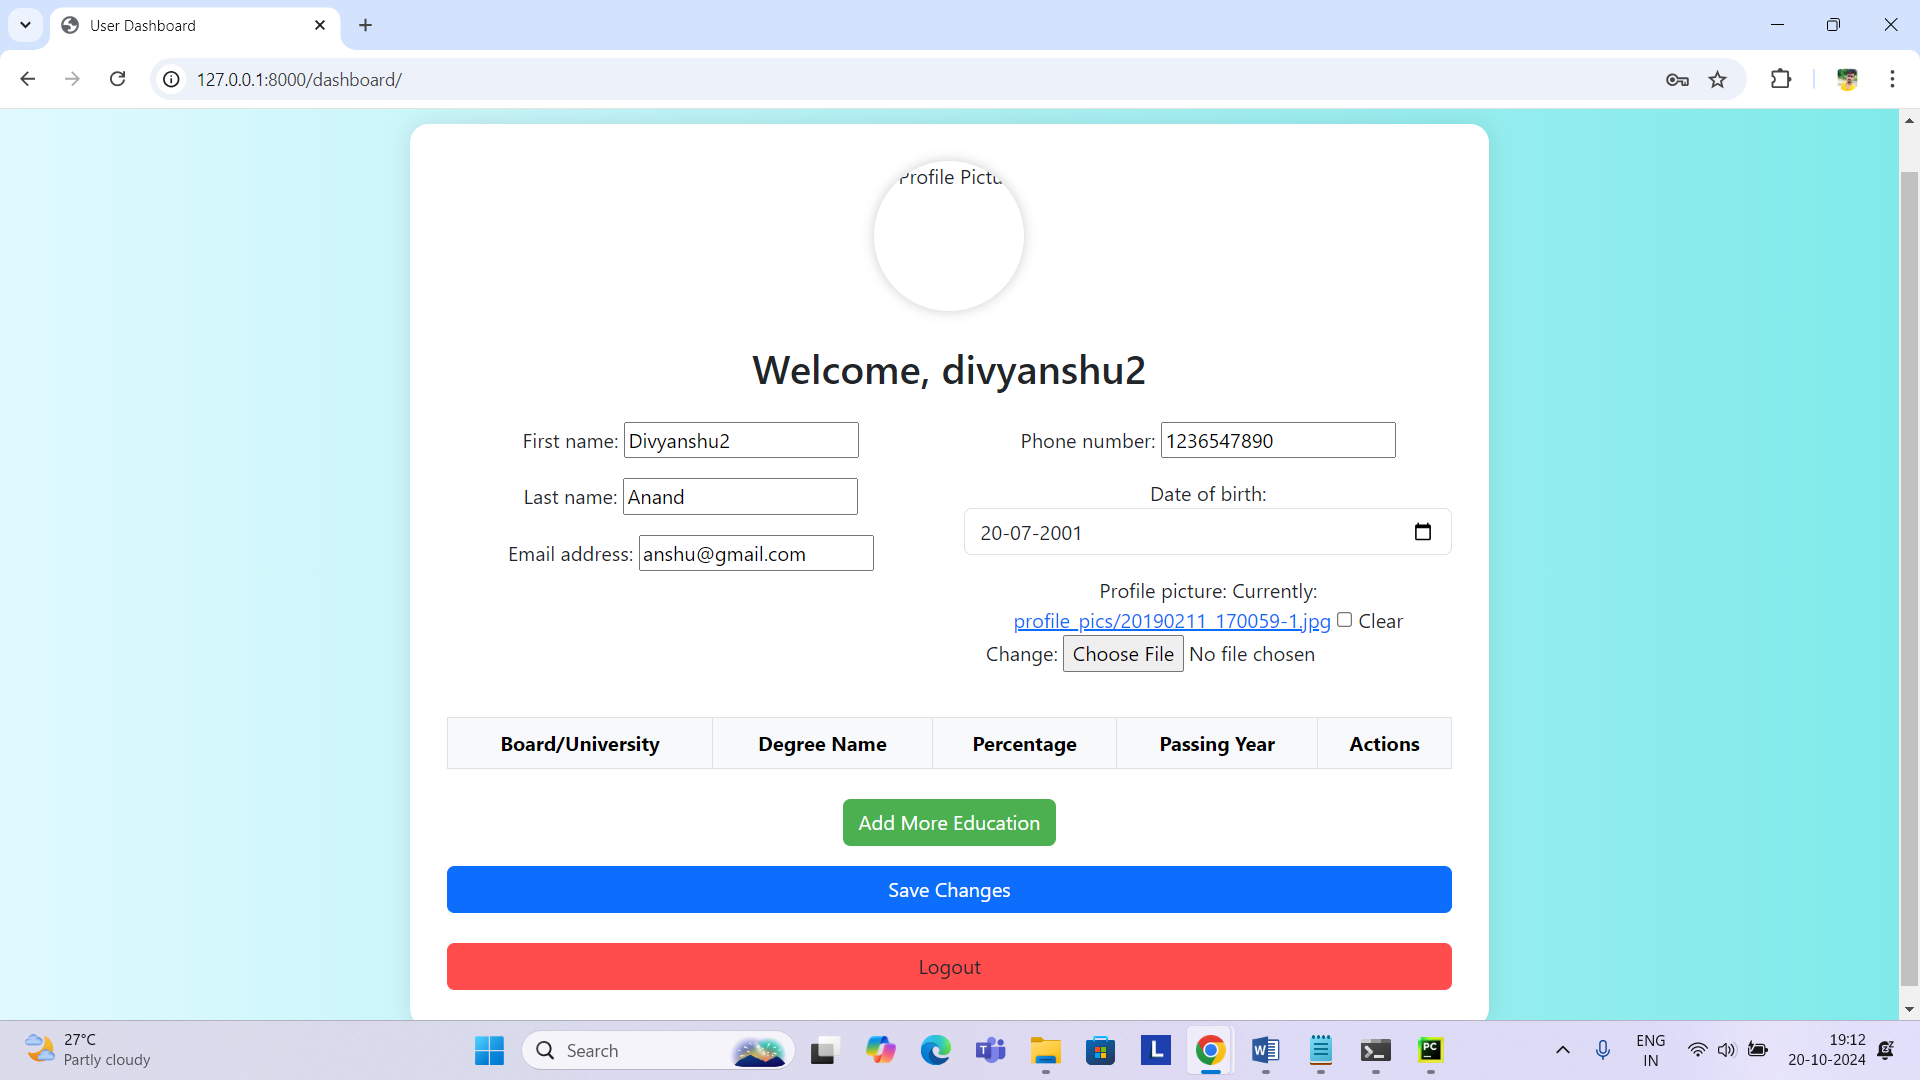 User Dashboard
127.0.0.1:8000/dashboard/
Profile Pictu
Welcome, divyanshu2
First name: Divyanshu2
Last name: Anand
Email address: anshu@gmail.com
Phone number: 1236547890
Date of birth:
20-07-2001
Profile picture: Currently:
profile_pics/20190211_170059-1.jpg Clear
Change: Choose File No file chosen
Board/University Degree Name Percentage Passing Year Actions
Add More Education
Save Changes
Logout
27°C
Partly cloudy
Search
L
W
PC
ENG
IN
19:12
20-10-2024